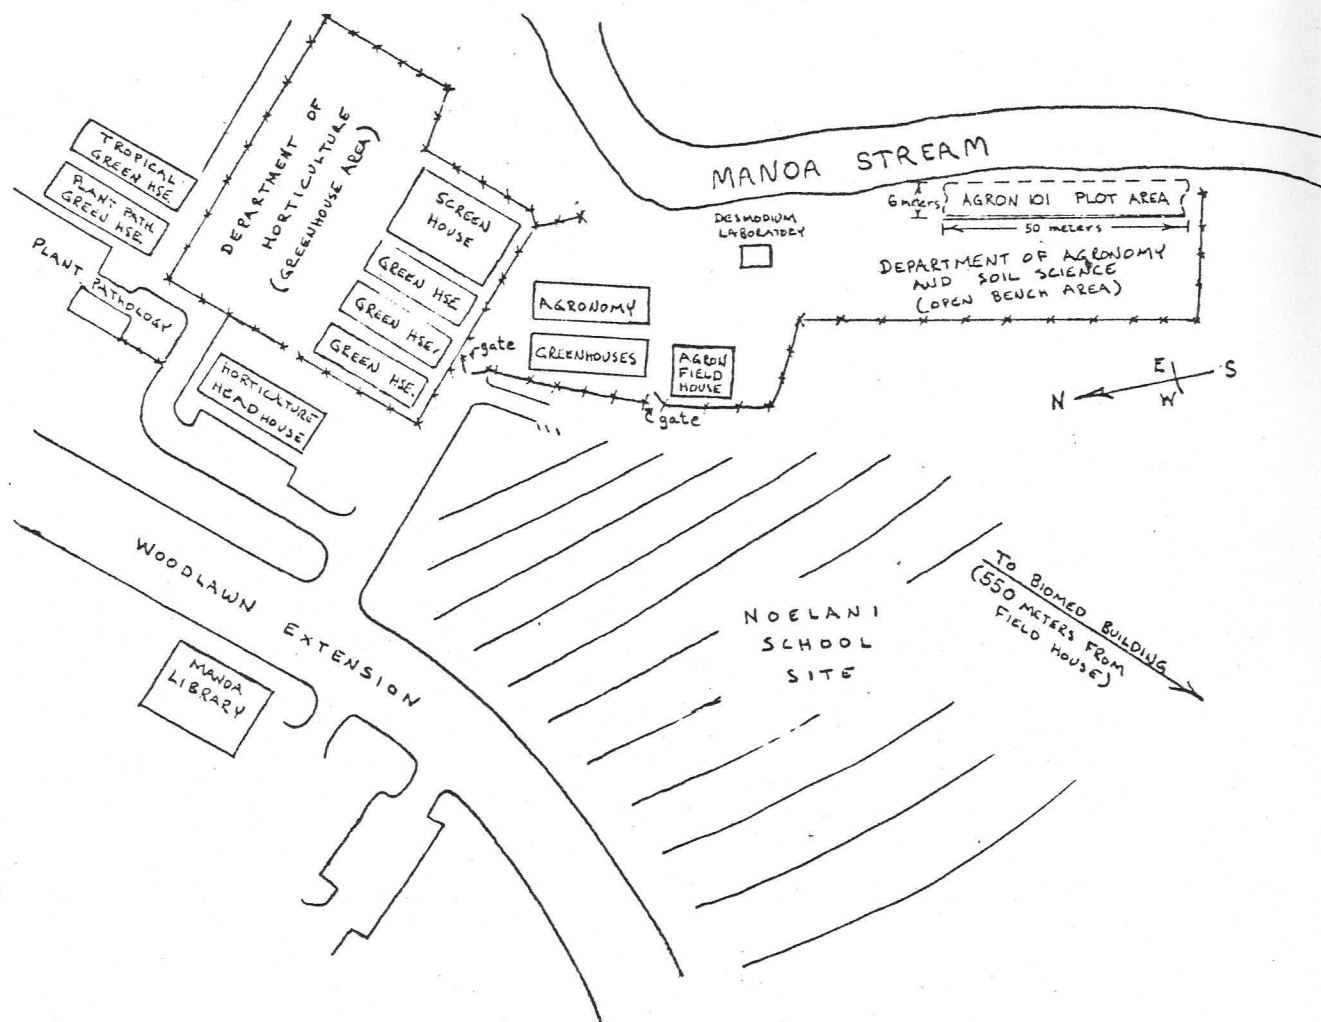 DEPARTMENT OF
HORTICULTURE
(GREENHOUSE AREA)
TROPICAL
GREEN HSE.
PLANT PATH.
GREEN HSE.
PLANT PATHOLOGY
SCREEN
HOUSE
GREEN HSE
GREEN HSE.
GREEN HSE.
HORTICULTURE
HEADHOUSE
gate
AGRONOMY
GREENHOUSES
AGRON
FIELD
HOUSE
gate
MANOA STREAM
DESMODIUM
LABORATORY
6 meters
AGRON 101 PLOT AREA
50 meters
DEPARTMENT OF AGRONOMY
AND SOIL SCIENCE
(OPEN BENCH AREA)
N
E
W
S
WOODLAWN EXTENSION
MANOA
LIBRARY
NOELANI
SCHOOL
SITE
TO BIOMED BUILDING
(550 METERS FROM
FIELD HOUSE)